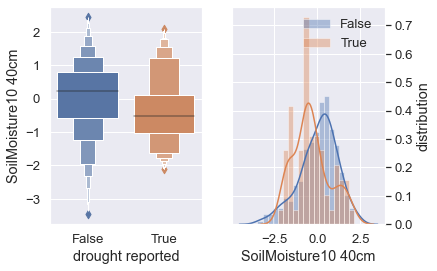 SoilMoisture10 40cm
2
1
0
−1
−2
−3
False
True
drought reported
False
True
0.7
0.6
0.5
0.4
0.3
0.2
0.1
0.0
distribution
−2.5
0.0
2.5
SoilMoisture10 40cm